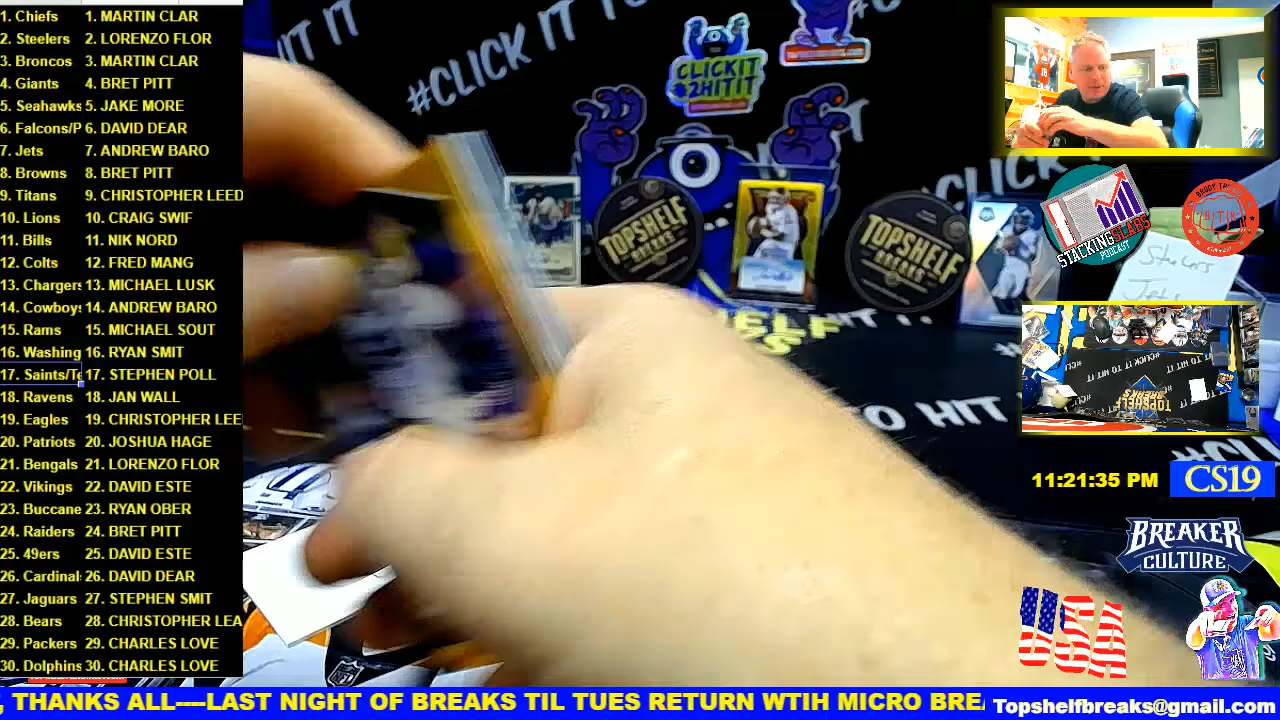 1. Chiefs 1. MARTIN CLAR
2. Steelers 2. LORENZO FLOR
3. Broncos 3. MARTIN CLAR
4. Giants 4. BRET PITT
5. Seahawks 5. JAKE MORE
6. Falcons/P 6. DAVID DEAR
7. Jets 7. ANDREW BARO
8. Browns 8. BRET PITT
9. Titans 9. CHRISTOPHER LEED
10. Lions 10. CRAIG SWIF
11. Bills 11. NIK NORD
12. Colts 12. FRED MANG
13. Chargers 13. MICHAEL LUSK
14. Cowboys 14. ANDREW BARO
15. Rams 15. MICHAEL SOUT
16. Washing 16. RYAN SMIT
17. Saints/Te 17. STEPHEN POLL
18. Ravens 18. JAN WALL
19. Eagles 19. CHRISTOPHER LEE
20. Patriots 20. JOSHUA HAGE
21. Bengals 21. LORENZO FLOR
22. Vikings 22. DAVID ESTE
23. Buccane 23. RYAN OBER
24. Raiders 24. BRET PITT
25. 49ers 25. DAVID ESTE
26. Cardinal 26. DAVID DEAR
27. Jaguars 27. STEPHEN SMIT
28. Bears 28. CHRISTOPHER LEA
29. Packers 29. CHARLES LOVE
30. Dolphins 30. CHARLES LOVE
HIT IT
#CLICK IT
CLICKIT
#2HITIT
TOPSHELF
BREAKS
TOPSHELF
BREAKS
TO HIT IT
STACKING SLABS
PODCAST
TOPSHELF
BREAKS
11:21:35 PM
CS19
BREAKER
CULTURE
USA
NFL
, THANKS ALL----LAST NIGHT OF BREAKS TIL TUES RETURN WTIH MICRO BREA
Topshelfbreaks@gmail.com